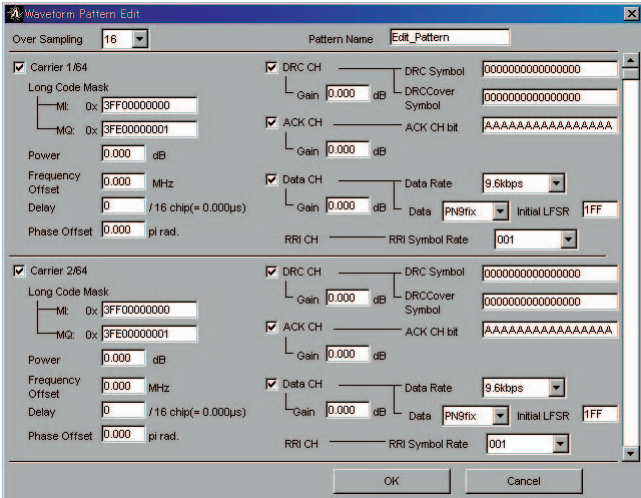 Waveform Pattern Edit
Over Sampling 16 Pattern Name Edit_Pattern
Carrier 1/64 DRC CH DRC Symbol 0000000000000000
Long Code Mask Gain 0.000 dB DRCCover Symbol 0000000000000000
MI: 0x 3FF00000000
MQ: 0x 3FE00000001 ACK CH ACK CH bit AAAAAAAAAAAAAAAA
Gain 0.000 dB
Power 0.000 dB
Frequency Offset 0.000 MHz Data CH Data Rate 9.6kbps
Delay 0 / 16 chip(= 0.000µs) Gain 0.000 dB Data PN9fix Initial LFSR 1FF
Phase Offset 0.000 pi rad. RRI CH RRI Symbol Rate 001
Carrier 2/64 DRC CH DRC Symbol 0000000000000000
Long Code Mask Gain 0.000 dB DRCCover Symbol 0000000000000000
MI: 0x 3FF00000000
MQ: 0x 3FE00000001 ACK CH ACK CH bit AAAAAAAAAAAAAAAA
Gain 0.000 dB
Power 0.000 dB
Frequency Offset 0.000 MHz Data CH Data Rate 9.6kbps
Delay 0 / 16 chip(= 0.000µs) Gain 0.000 dB Data PN9fix Initial LFSR 1FF
Phase Offset 0.000 pi rad. RRI CH RRI Symbol Rate 001
OK Cancel